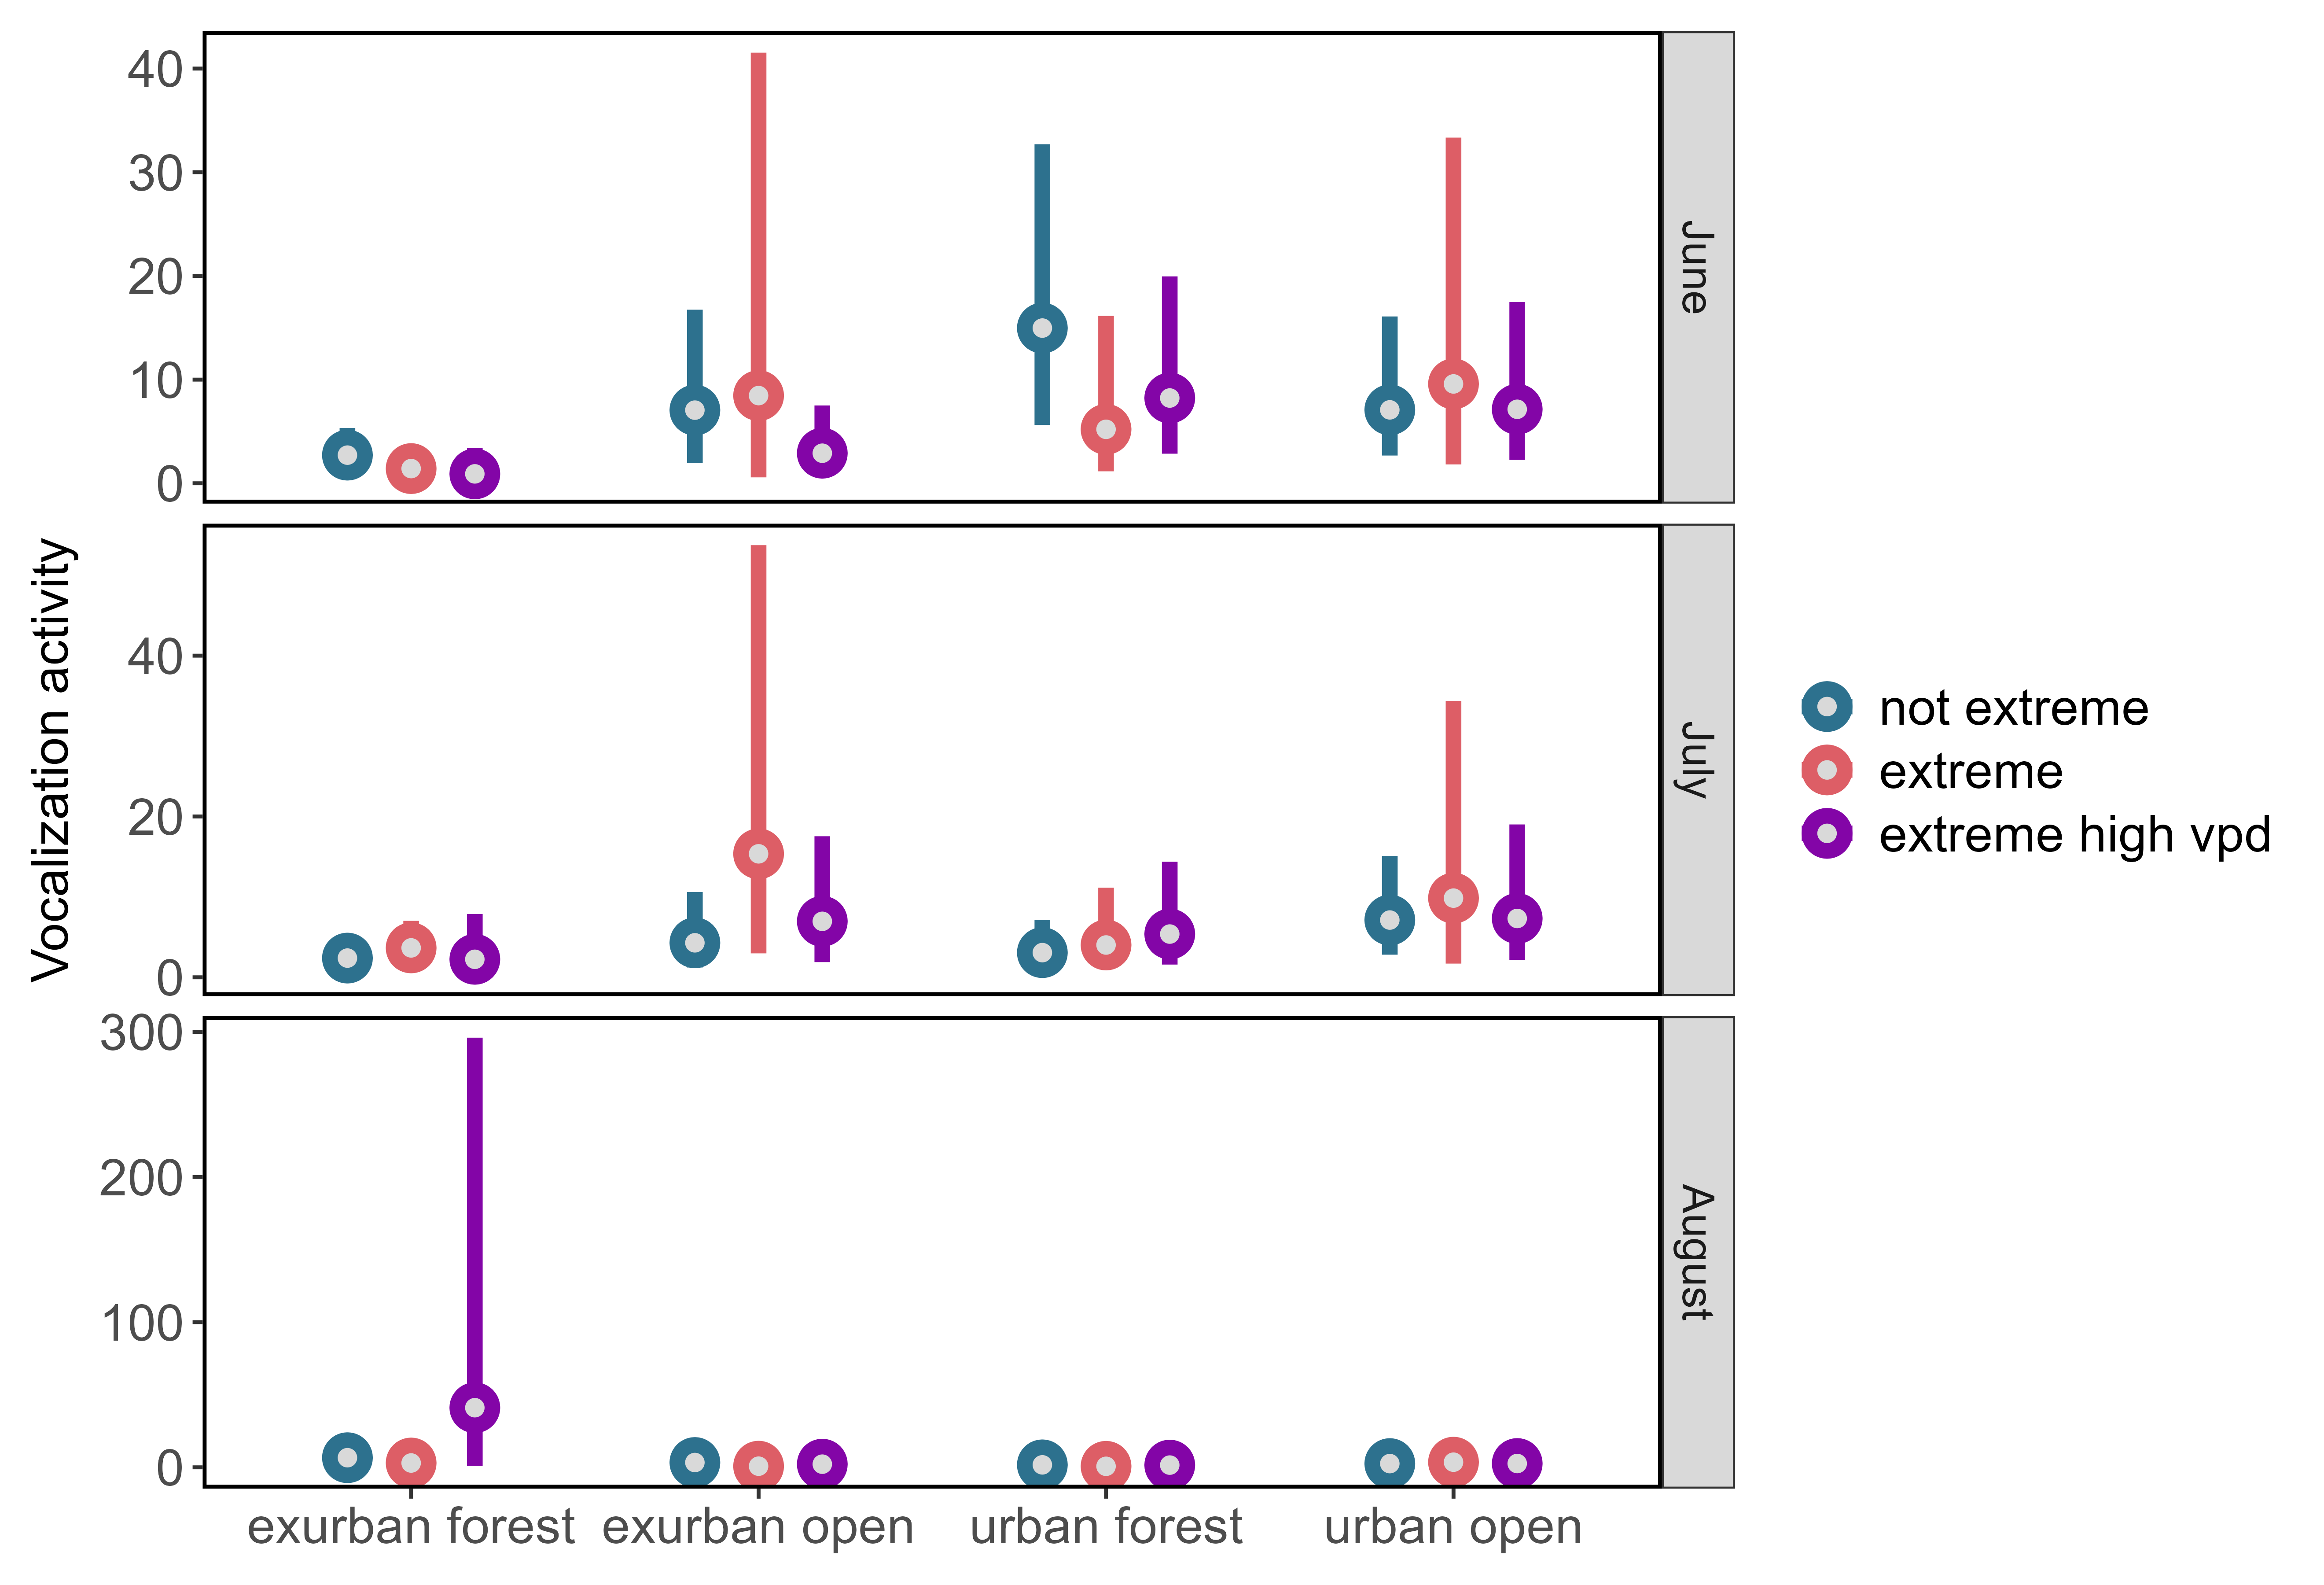 Vocalization activity
40
30
20
10
0
June
40
20
0
July
300
200
100
0
August
exurban forest
exurban open
urban forest
urban open
not extreme
extreme
extreme high vpd